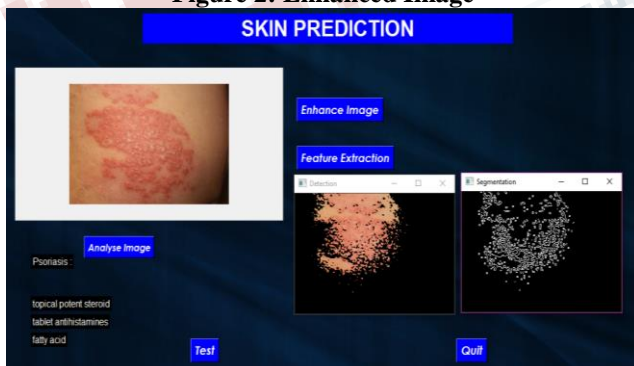 Figure 2: Enhanced Image
SKIN PREDICTION
Enhance Image
Feature Extraction
Detection
Segmentation
Analyse Image
Psoriasis :
topical potent steroid
tablet antihistamines
fatty acid
Test
Quit